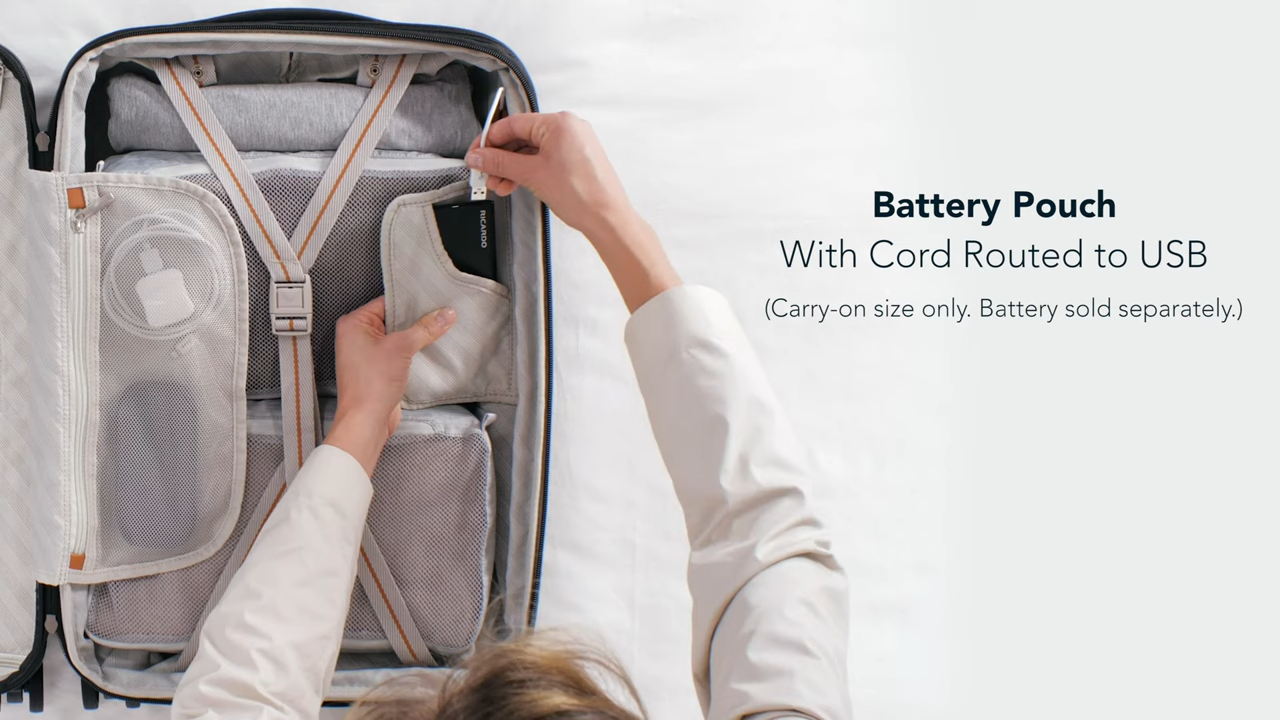 RICARDO
Battery Pouch
With Cord Routed to USB
(Carry-on size only. Battery sold separately.)